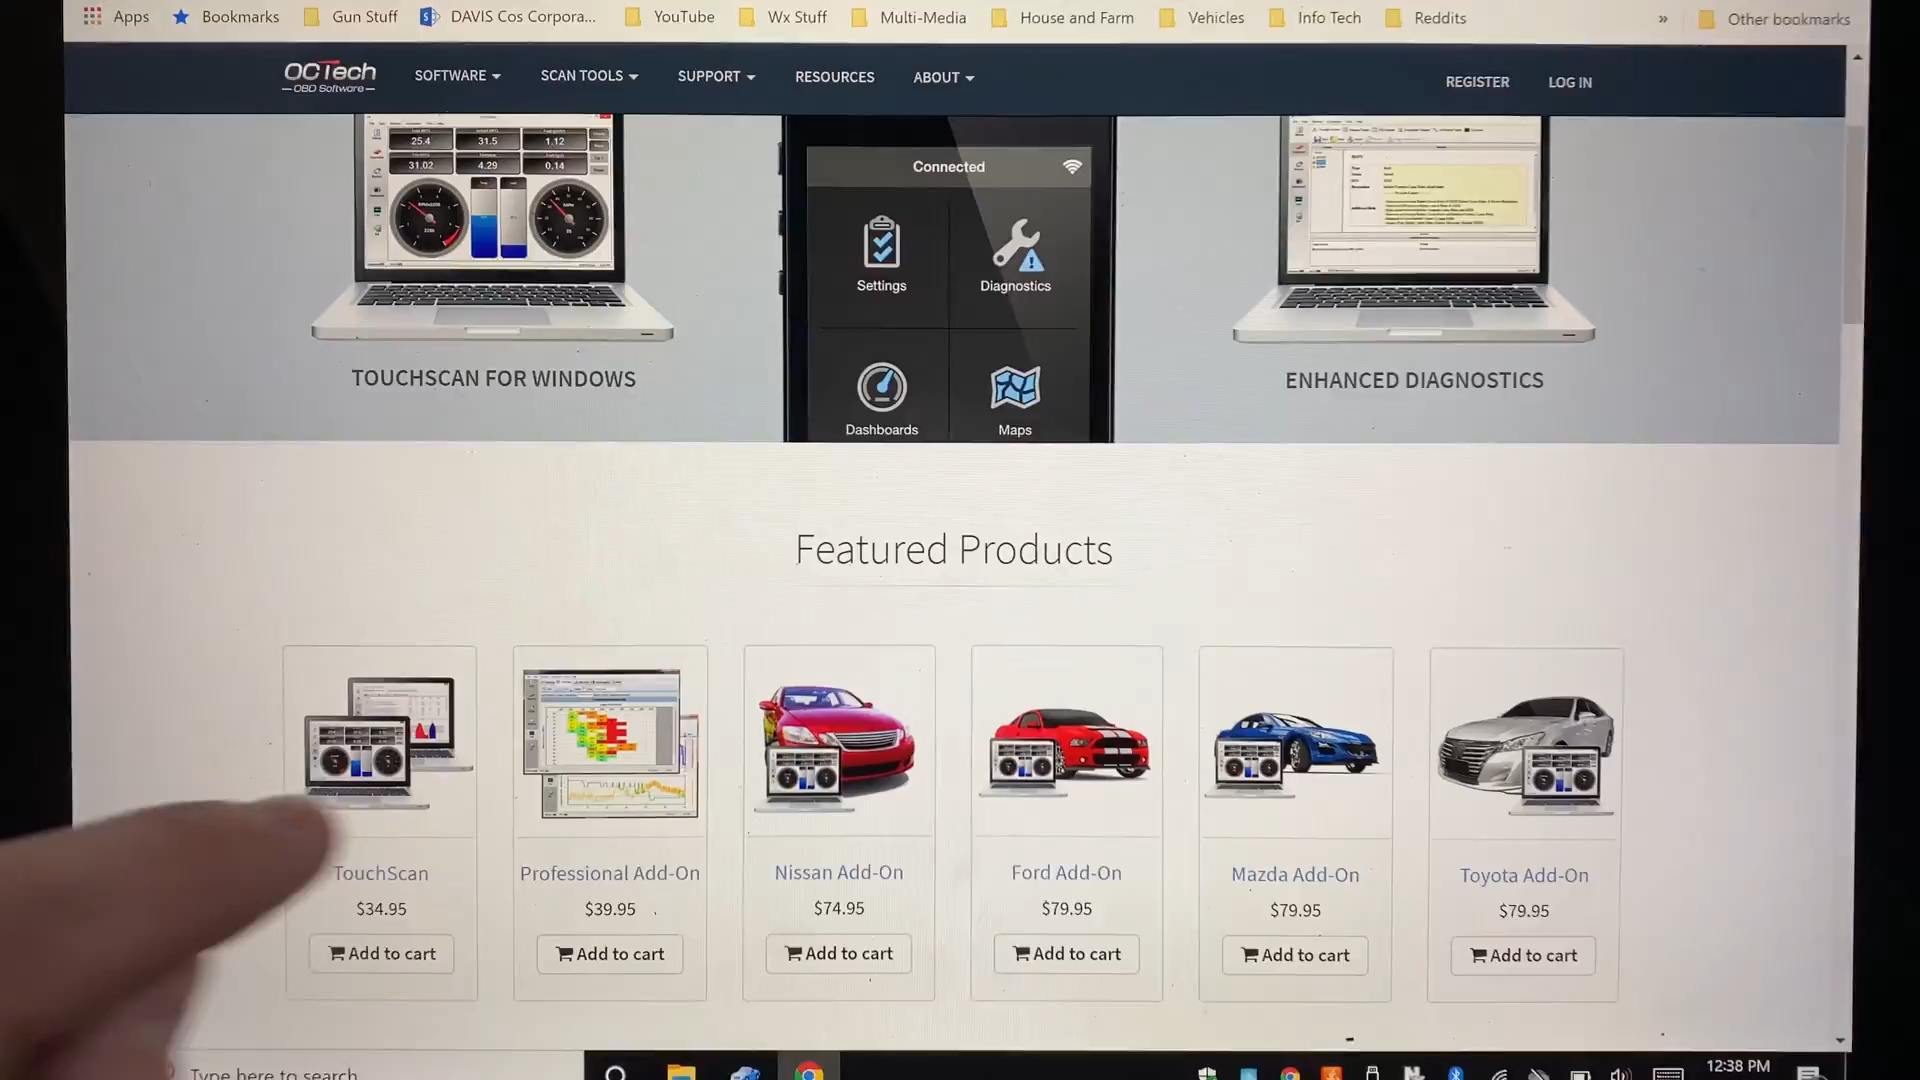 Apps Bookmarks Gun Stuff DAVIS Cos Corpora... YouTube Wx Stuff Multi-Media House and Farm Vehicles Info Tech Reddits » Other bookmarks
OCTech
OBD Software
SOFTWARE SCAN TOOLS SUPPORT RESOURCES ABOUT REGISTER LOG IN
25.4 31.5 1.12
31.02 4.29 0.14
Connected
Settings Diagnostics
Dashboards Maps
TOUCHSCAN FOR WINDOWS
ENHANCED DIAGNOSTICS
Featured Products
TouchScan Professional Add-On Nissan Add-On Ford Add-On Mazda Add-On Toyota Add-On
$34.95 $39.95 $74.95 $79.95 $79.95 $79.95
Add to cart Add to cart Add to cart Add to cart Add to cart Add to cart
Type here to search
12:38 PM